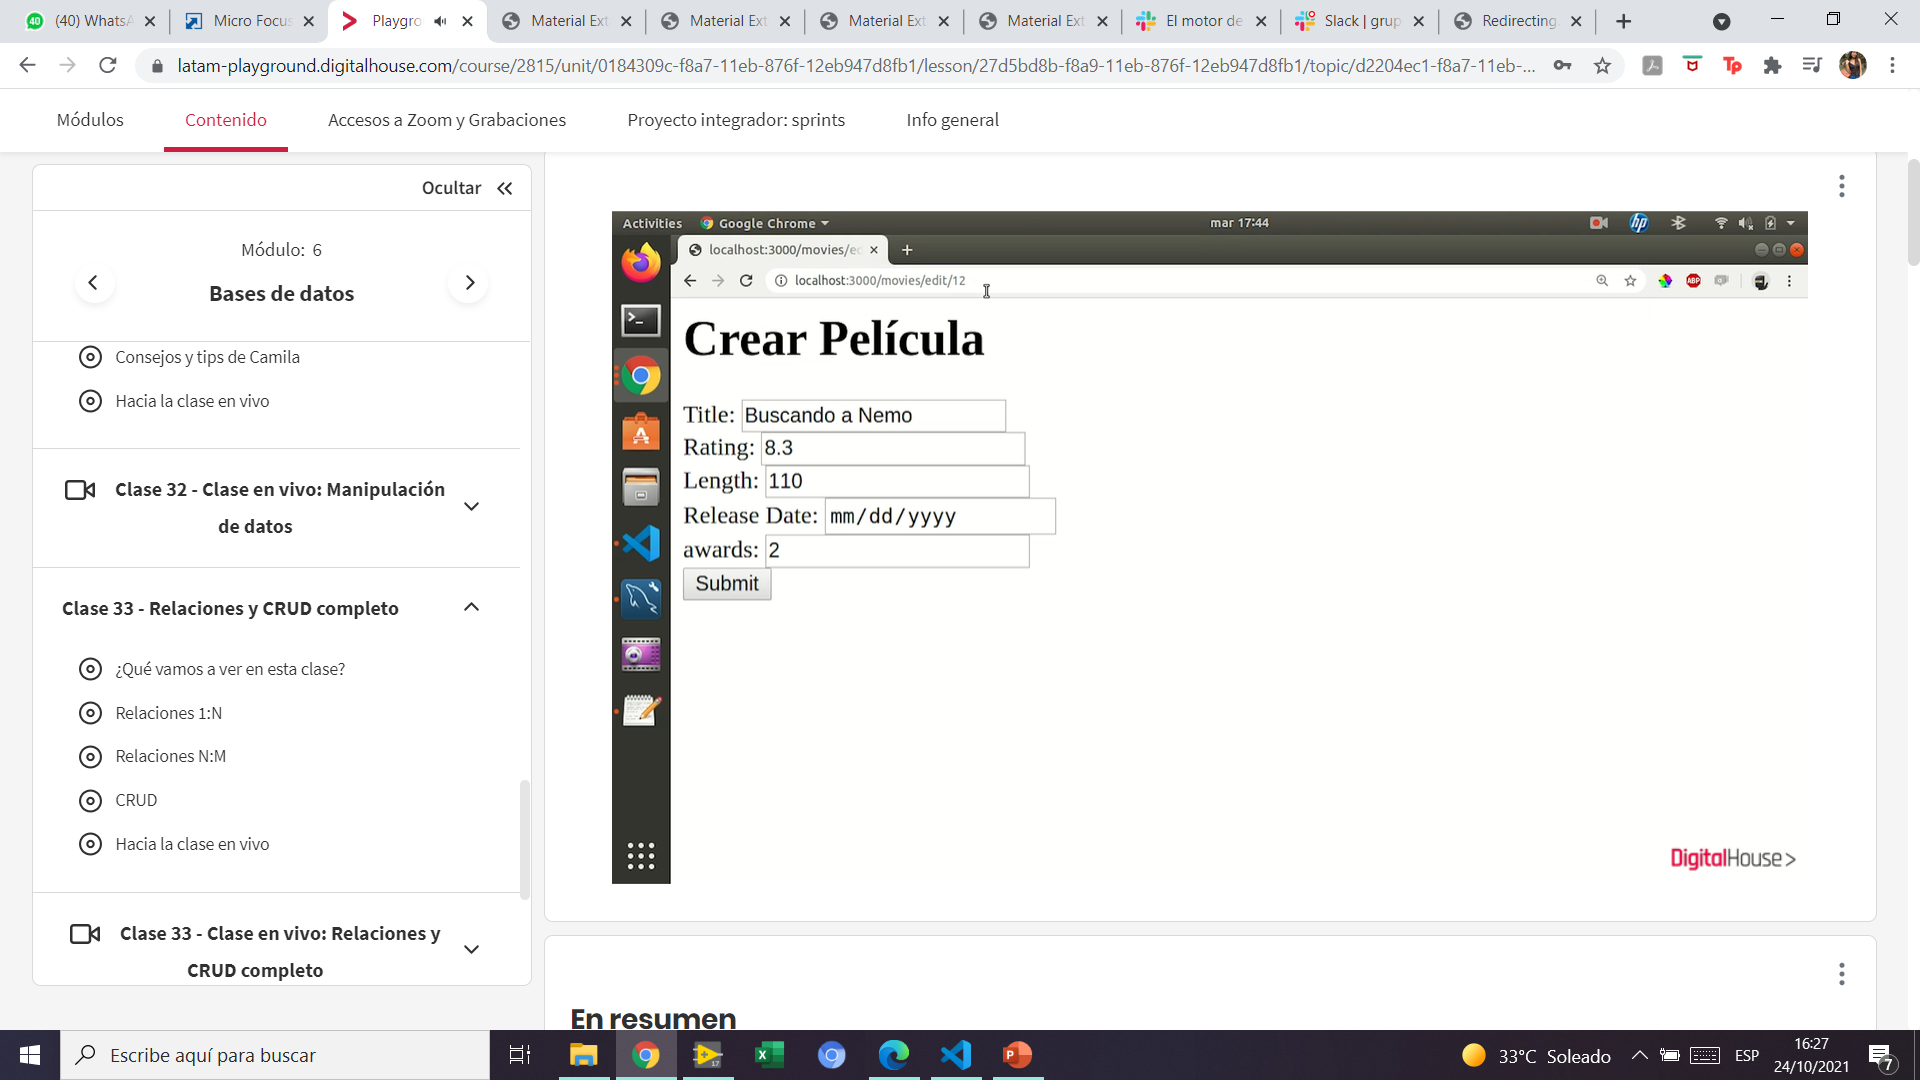 (40) WhatsA
Micro Focus
Playgro
Material Ext
Material Ext
Material Ext
Material Ext
El motor de
Slack | grup
Redirecting
latam-playground.digitalhouse.com/course/2815/unit/0184309c-f8a7-11eb-876f-12eb947d8fb1/lesson/27d5bd8b-f8a9-11eb-876f-12eb947d8fb1/topic/d2204ec1-f8a7-11eb-...
Módulos
Contenido
Accesos a Zoom y Grabaciones
Proyecto integrador: sprints
Info general
Ocultar
Módulo: 6
Bases de datos
Consejos y tips de Camila
Hacia la clase en vivo
Clase 32 - Clase en vivo: Manipulación
de datos
Clase 33 - Relaciones y CRUD completo
¿Qué vamos a ver en esta clase?
Relaciones 1:N
Relaciones N:M
CRUD
Hacia la clase en vivo
Clase 33 - Clase en vivo: Relaciones y
CRUD completo
Activities
Google Chrome
mar 17:44
localhost:3000/movies/ed
localhost:3000/movies/edit/12
Crear Película
Title: Buscando a Nemo
Rating: 8.3
Length: 110
Release Date: mm/dd/yyyy
awards: 2
Submit
DigitalHouse>
En resumen
Escribe aquí para buscar
33°C Soleado
ESP
16:27
24/10/2021
7